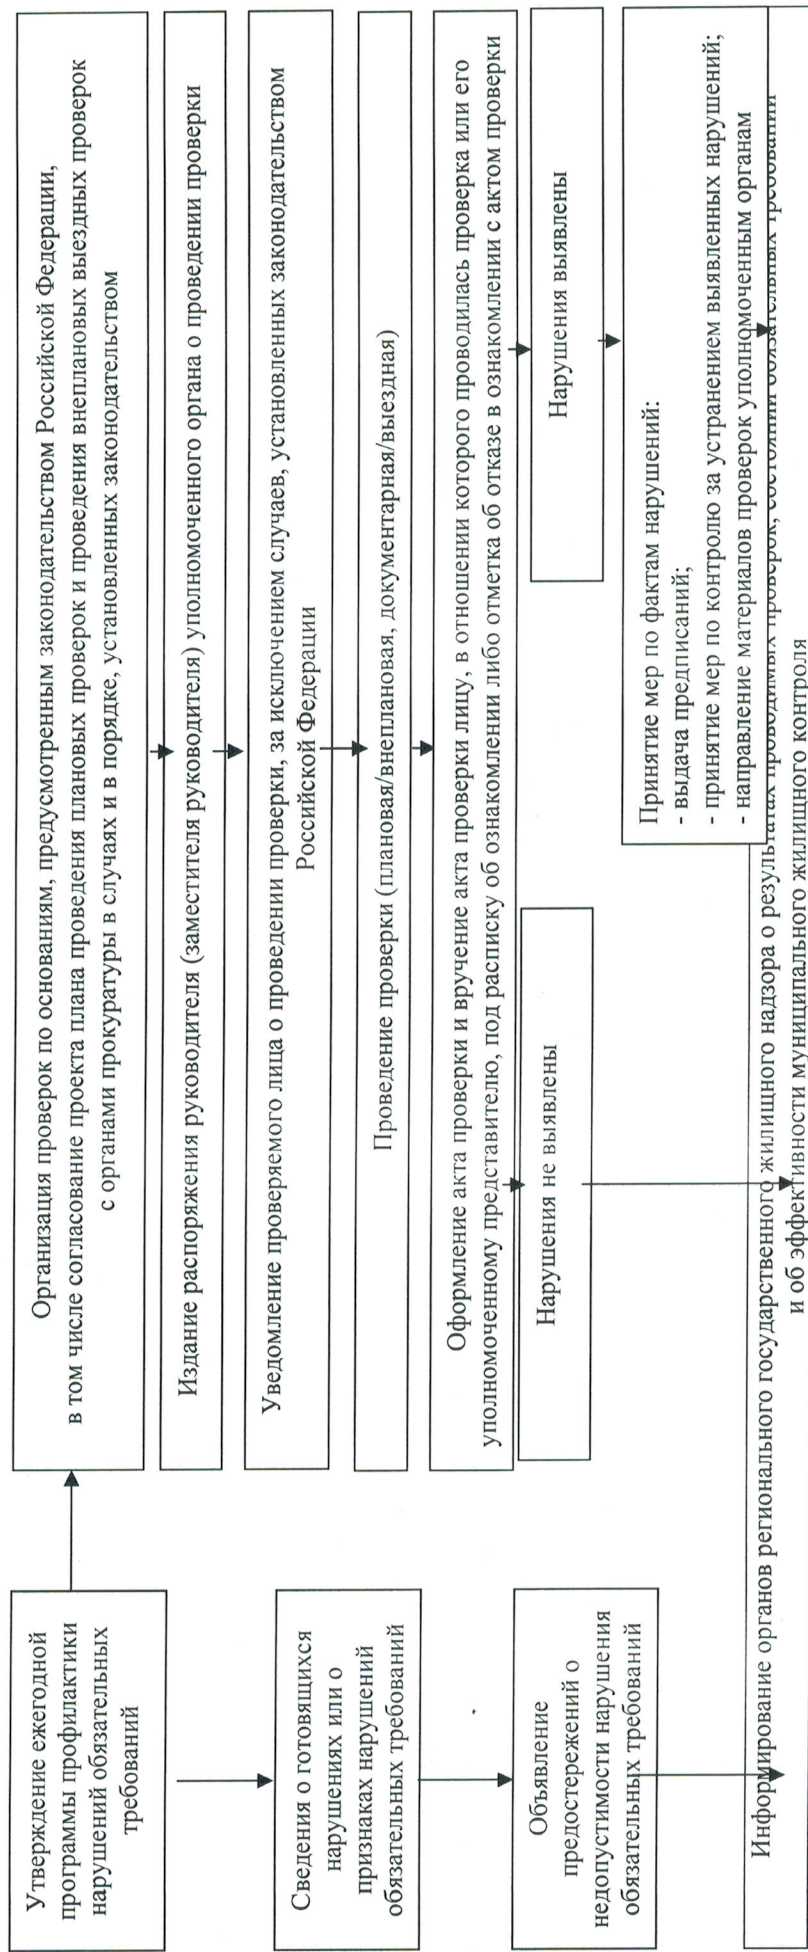 Утверждение ежегодной
программы профилактики
нарушений обязательных
требований
Организация проверок по основаниям, предусмотренным законодательством Российской Федерации,
в том числе согласование проекта плана проведения плановых проверок и проведения внеплановых выездных проверок
с органами прокуратуры в случаях и в порядке, установленных законодательством
Издание распоряжения руководителя (заместителя руководителя) уполномоченного органа о проведении проверки
Сведения о готовящихся
нарушениях или о
признаках нарушений
обязательных требований
Уведомление проверяемого лица о проведении проверки, за исключением случаев, установленных законодательством
Российской Федерации
Проведение проверки (плановая/внеплановая, документарная/выездная)
Оформление акта проверки и вручение акта проверки лицу, в отношении которого проводилась проверка или его
уполномоченному представителю, под расписку об ознакомлении либо отметка об отказе в ознакомлении с актом проверки
Объявление
предостережений о
недопустимости нарушения
обязательных требований
Нарушения не выявлены
Нарушения выявлены
Принятие мер по фактам нарушений:
- выдача предписаний;
- принятие мер по контролю за устранением выявленных нарушений;
- направление материалов проверок уполномоченным органам
Информирование органов регионального государственного жилищного надзора о результатах проводимых проверок, состоянии обязательных требований
и об эффективности муниципального жилищного контроля